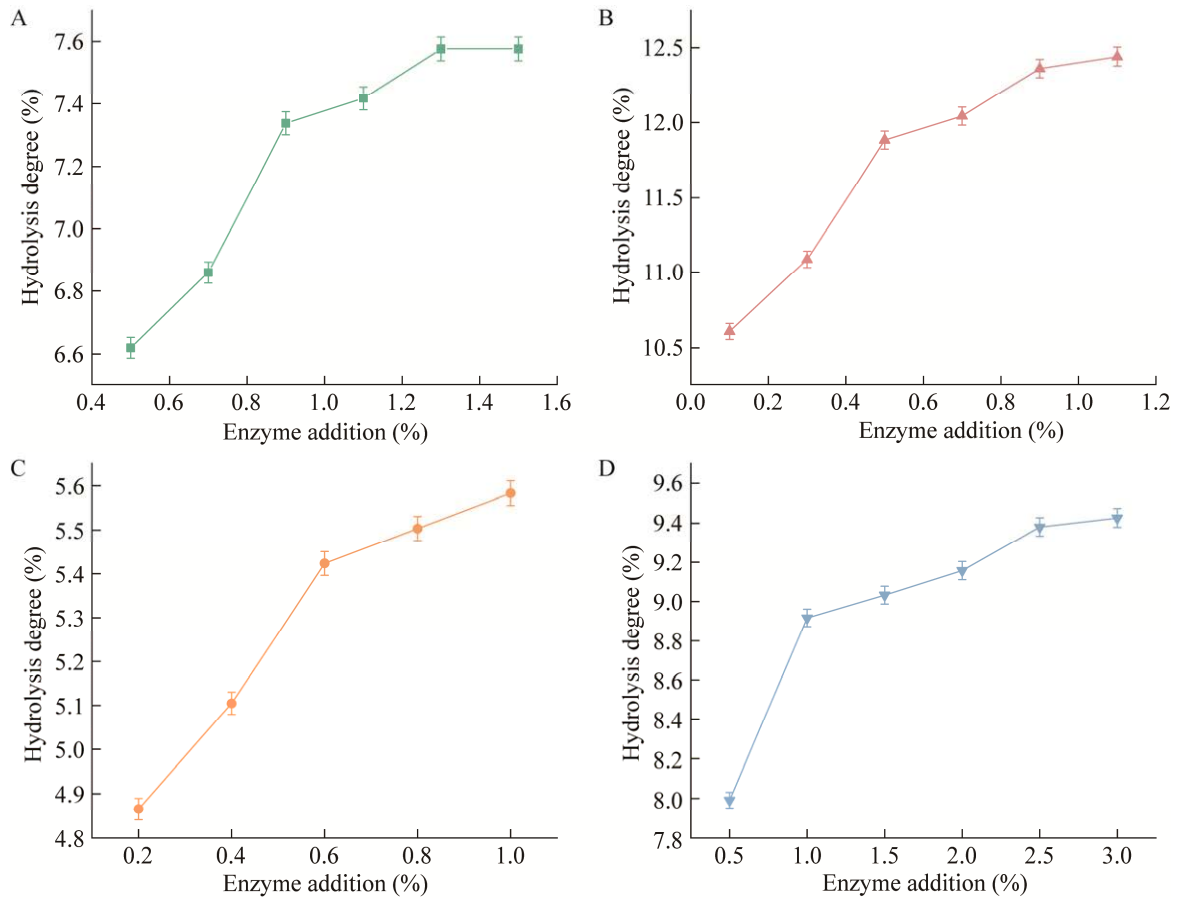 A
Hydrolysis degree (%)
7.6
7.4
7.2
7.0
6.8
6.6
0.4 0.6 0.8 1.0 1.2 1.4 1.6
Enzyme addition (%)
B
Hydrolysis degree (%)
12.5
12.0
11.5
11.0
10.5
0.0 0.2 0.4 0.6 0.8 1.0 1.2
Enzyme addition (%)
C
Hydrolysis degree (%)
5.6
5.5
5.4
5.3
5.2
5.1
5.0
4.9
4.8
0.2 0.4 0.6 0.8 1.0
Enzyme addition (%)
D
Hydrolysis degree (%)
9.6
9.4
9.2
9.0
8.8
8.6
8.4
8.2
8.0
7.8
0.5 1.0 1.5 2.0 2.5 3.0
Enzyme addition (%)